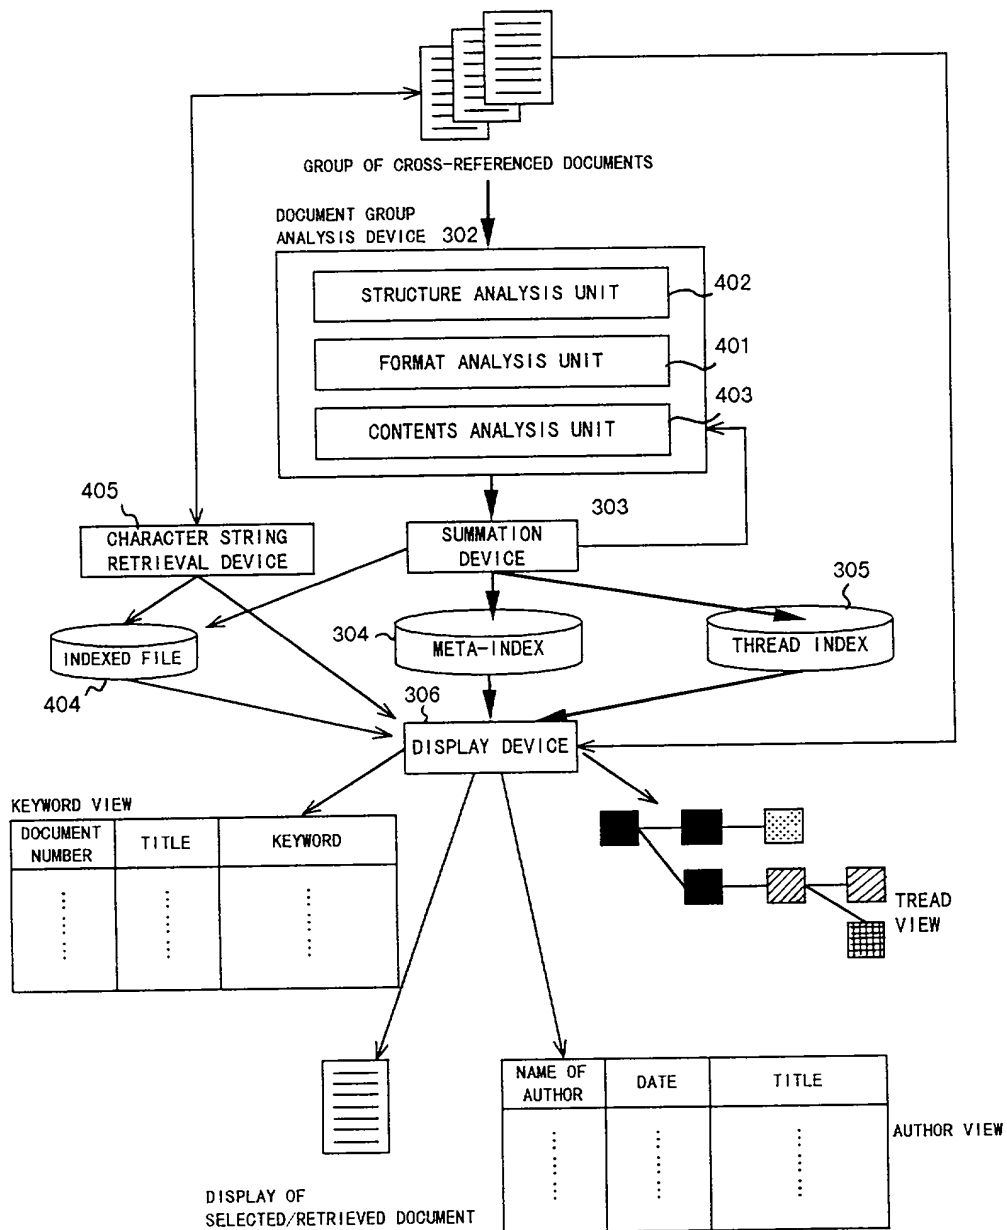 GROUP OF CROSS-REFERENCED DOCUMENTS
DOCUMENT GROUP
ANALYSIS DEVICE 302
STRUCTURE ANALYSIS UNIT
402
FORMAT ANALYSIS UNIT
401
CONTENTS ANALYSIS UNIT
403
405
CHARACTER STRING
RETRIEVAL DEVICE
303
SUMMATION
DEVICE
305
304
INDEXED FILE
META-INDEX
THREAD INDEX
404
306
DISPLAY DEVICE
KEYWORD VIEW
DOCUMENT
NUMBER
TITLE
KEYWORD
TREAD
VIEW
NAME OF
AUTHOR
DATE
TITLE
AUTHOR VIEW
DISPLAY OF
SELECTED/RETRIEVED DOCUMENT